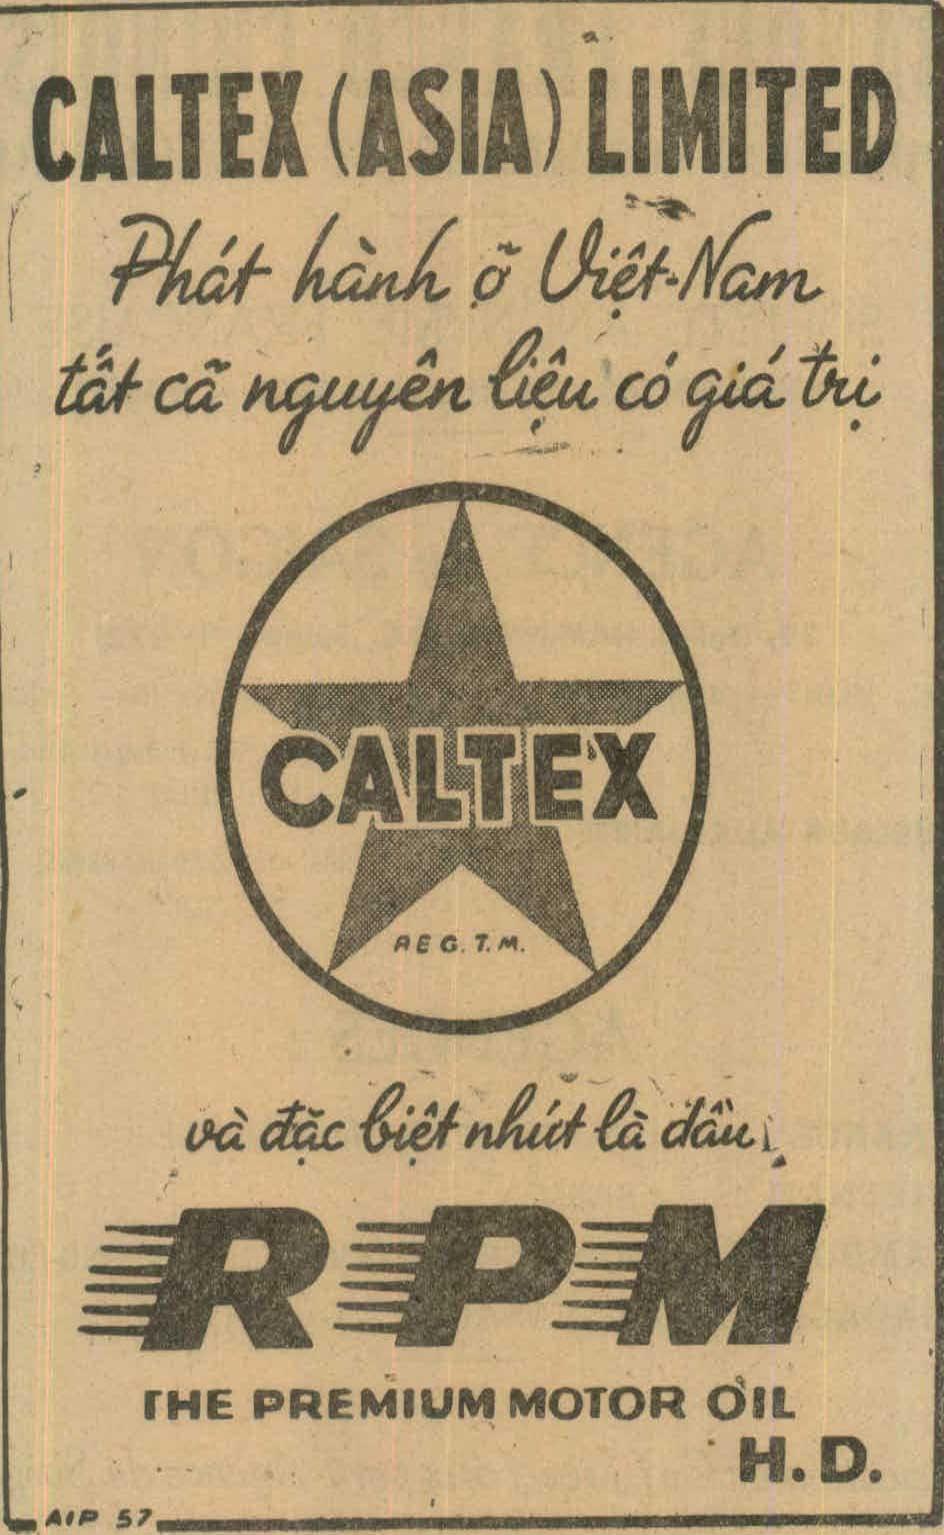 CALTEX (ASIA) LIMITED
Phát hành ỡ Việt-Nam
tất cã nguyên liệu có giá trị
CALTEX
REG. T. M.
và đặc biệt nhứt là dầu
RPM
THE PREMIUM MOTOR OIL
H. D.
AIP 57